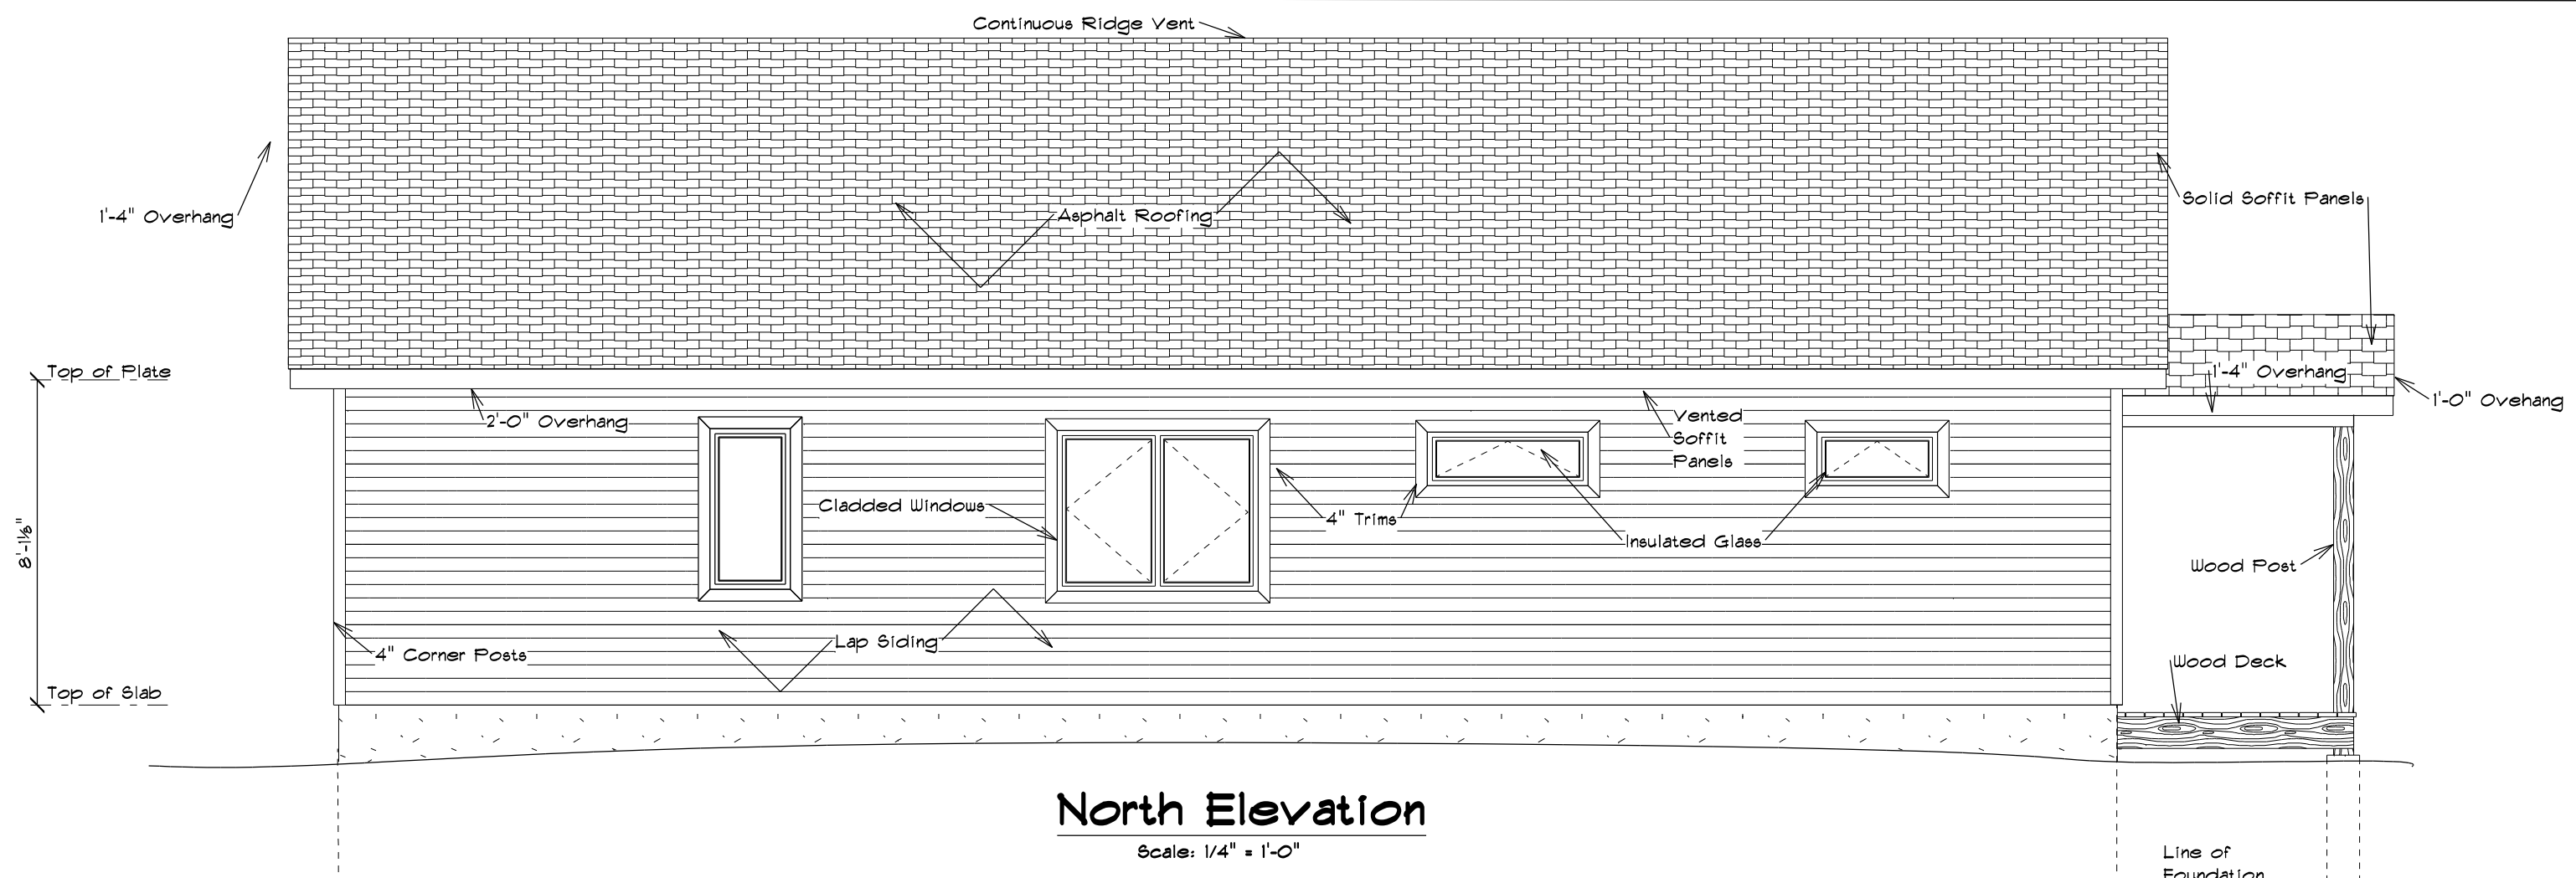 Continuous Ridge Vent
1'-4" Overhang
Asphalt Roofing
Solid Soffit Panels
Top of Plate
1'-4" Overhang
1'-0" Ovehang
2'-0" Overhang
Vented
Soffit
Panels
Cladded Windows
4" Trims
Insulated Glass
8'-1⅛"
Wood Post
Lap Siding
4" Corner Posts
Wood Deck
Top of Slab
North Elevation
Scale: 1/4" = 1'-0"
Line of
Foundation